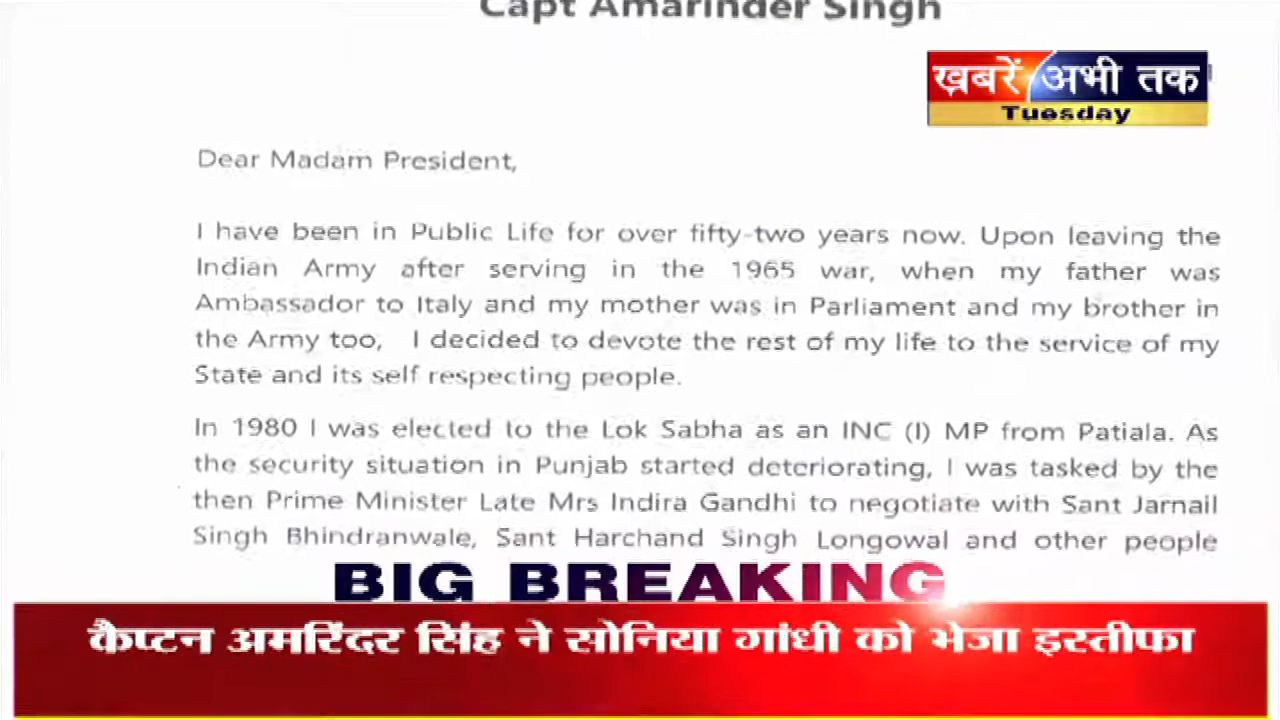 Capt Amarinder Singh
ख़बरें अभी तक
Tuesday
Dear Madam President,
I have been in Public Life for over fifty-two years now. Upon leaving the
Indian Army after serving in the 1965 war, when my father was
Ambassador to Italy and my mother was in Parliament and my brother in
the Army too, I decided to devote the rest of my life to the service of my
State and its self respecting people.
In 1980 I was elected to the Lok Sabha as an INC (I) MP from Patiala. As
the security situation in Punjab started deteriorating, I was tasked by the
then Prime Minister Late Mrs Indira Gandhi to negotiate with Sant Jarnail
Singh Bhindranwale, Sant Harchand Singh Longowal and other people
BIG BREAKING
कैप्टन अमरिंदर सिंह ने सोनिया गांधी को भेजा इस्तीफा